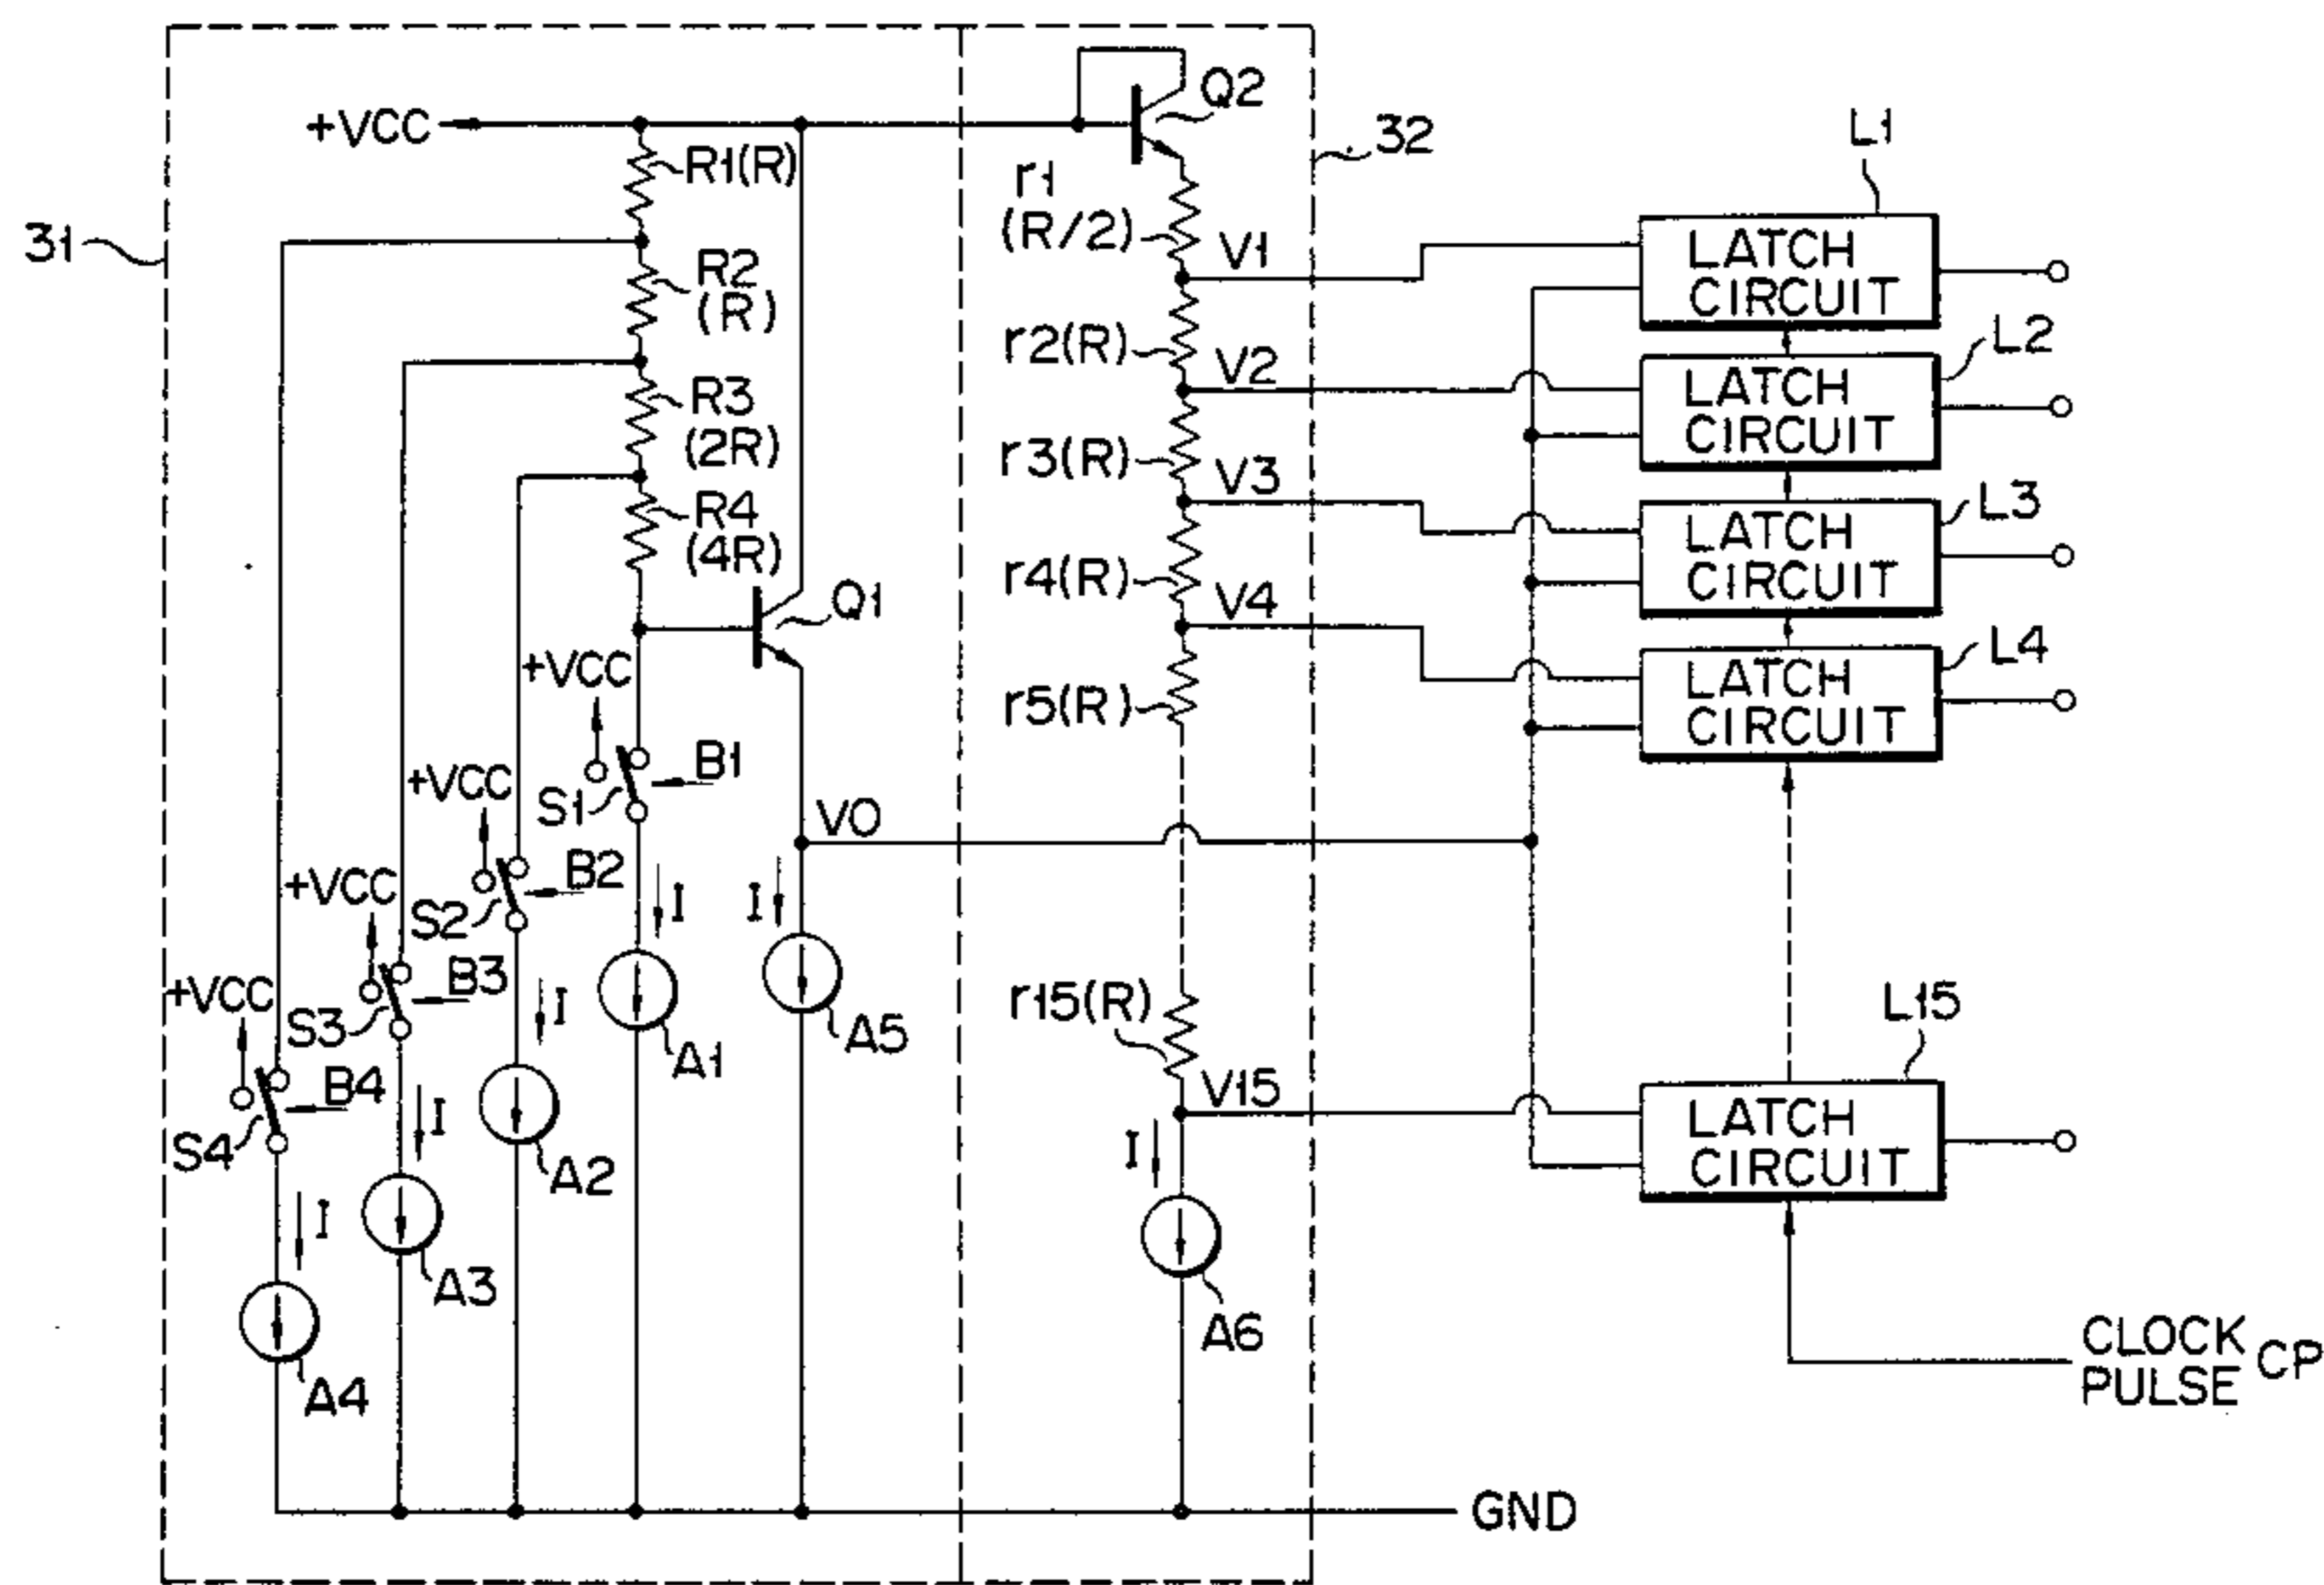 +VCC
R1(R)
Q2
32
31
R2
(R)
R3
(2R)
R4
(4R)
Q1
r1
(R/2)
V1
r2(R)
V2
r3(R)
V3
r4(R)
V4
r5(R)
L1
LATCH
CIRCUIT
L2
LATCH
CIRCUIT
L3
LATCH
CIRCUIT
L4
LATCH
CIRCUIT
+VCC
S1
B1
+VCC
S2
B2
+VCC
S3
B3
+VCC
S4
B4
VO
I
I
I
I
I
A1
A5
A2
A3
A4
r15(R)
V15
I
A6
L15
LATCH
CIRCUIT
CLOCK
PULSE CP
GND